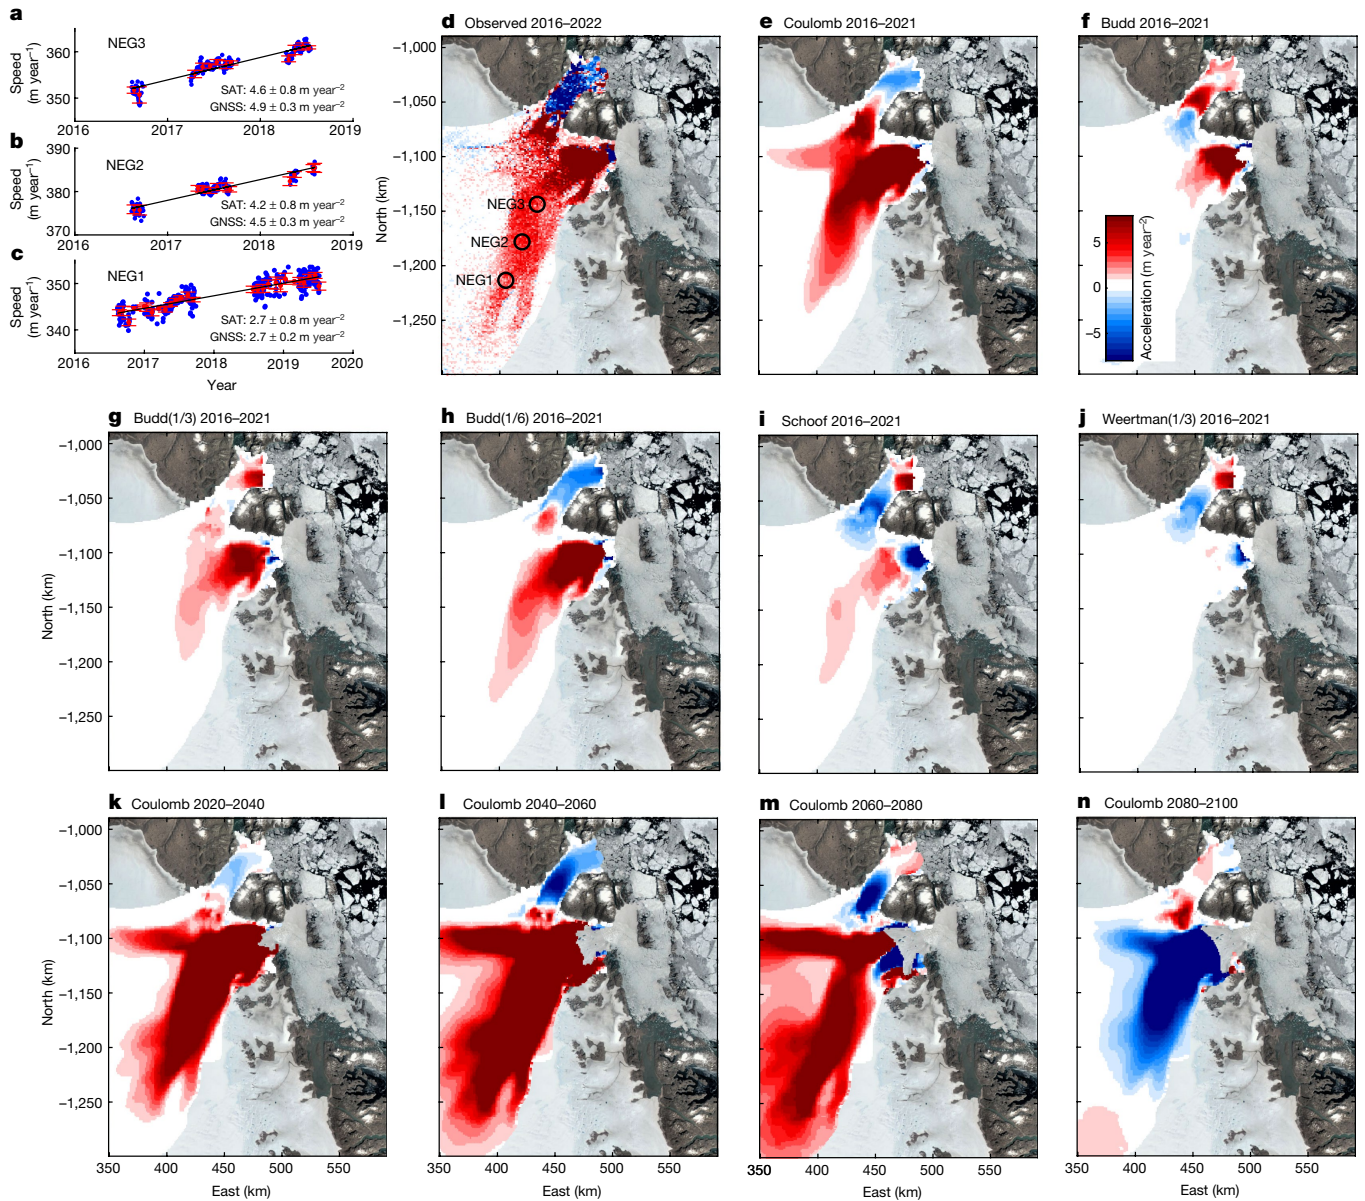 a
NEG3
Speed
(m year⁻¹)
360
350
SAT: 4.6 ± 0.8 m year⁻²
GNSS: 4.9 ± 0.3 m year⁻²
2016 2017 2018 2019
b
NEG2
Speed
(m year⁻¹)
390
380
370
SAT: 4.2 ± 0.8 m year⁻²
GNSS: 4.5 ± 0.3 m year⁻²
2016 2017 2018 2019
c
NEG1
Speed
(m year⁻¹)
350
340
SAT: 2.7 ± 0.8 m year⁻²
GNSS: 2.7 ± 0.2 m year⁻²
2016 2017 2018 2019 2020
Year
d Observed 2016–2022
North (km)
−1,000
−1,050
−1,100
−1,150
−1,200
−1,250
NEG3
NEG2
NEG1
e Coulomb 2016–2021
f Budd 2016–2021
5
0
−5
Acceleration (m year⁻²)
g Budd(1/3) 2016–2021
North (km)
−1,000
−1,050
−1,100
−1,150
−1,200
−1,250
h Budd(1/6) 2016–2021
i Schoof 2016–2021
j Weertman(1/3) 2016–2021
k Coulomb 2020–2040
North (km)
−1,000
−1,050
−1,100
−1,150
−1,200
−1,250
350 400 450 500 550
East (km)
l Coulomb 2040–2060
350 400 450 500 550
East (km)
m Coulomb 2060–2080
350 400 450 500 550
East (km)
n Coulomb 2080–2100
350 400 450 500 550
East (km)